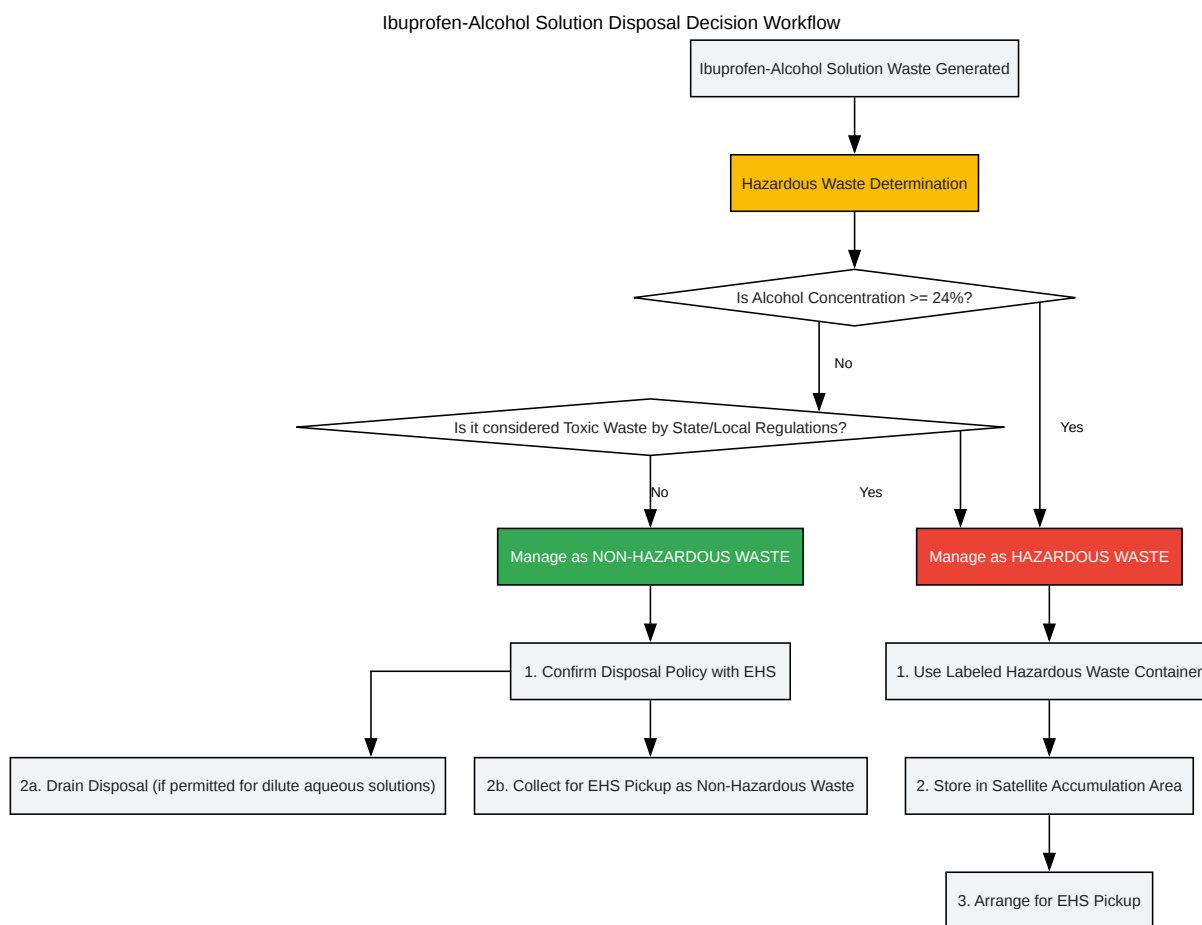 Ibuprofen-Alcohol Solution Disposal Decision Workflow
Ibuprofen-Alcohol Solution Waste Generated
Hazardous Waste Determination
Is Alcohol Concentration >= 24%?
No
Is it considered Toxic Waste by State/Local Regulations?
Yes
No
Yes
Manage as NON-HAZARDOUS WASTE
Manage as HAZARDOUS WASTE
1. Confirm Disposal Policy with EHS
1. Use Labeled Hazardous Waste Container
2a. Drain Disposal (if permitted for dilute aqueous solutions)
2b. Collect for EHS Pickup as Non-Hazardous Waste
2. Store in Satellite Accumulation Area
3. Arrange for EHS Pickup